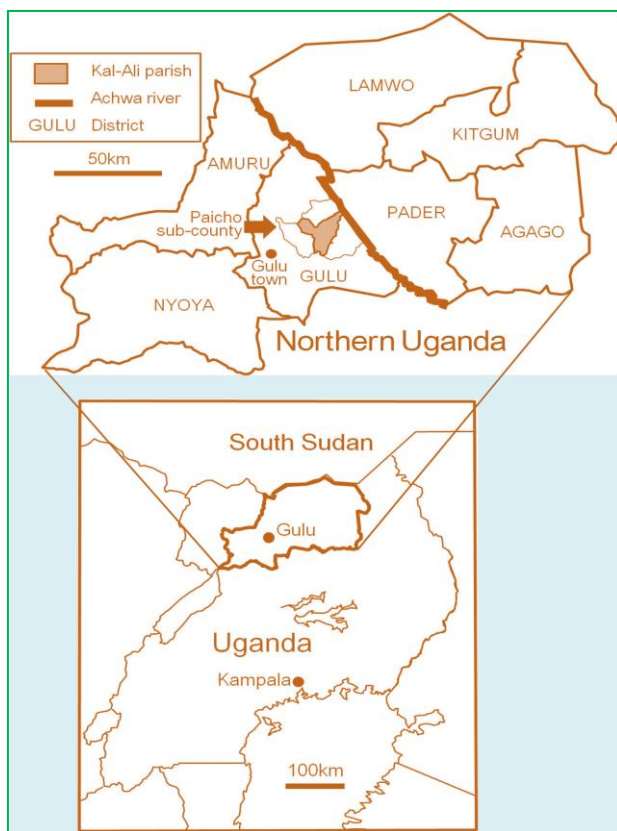 Kal-Ali parish
Achwa river
GULU District
50km
LAMWO
KITGUM
AMURU
PADER
AGAGO
Paicho
sub-county
Gulu
town
GULU
NYOYA
Northern Uganda
South Sudan
Gulu
Uganda
Kampala
100km